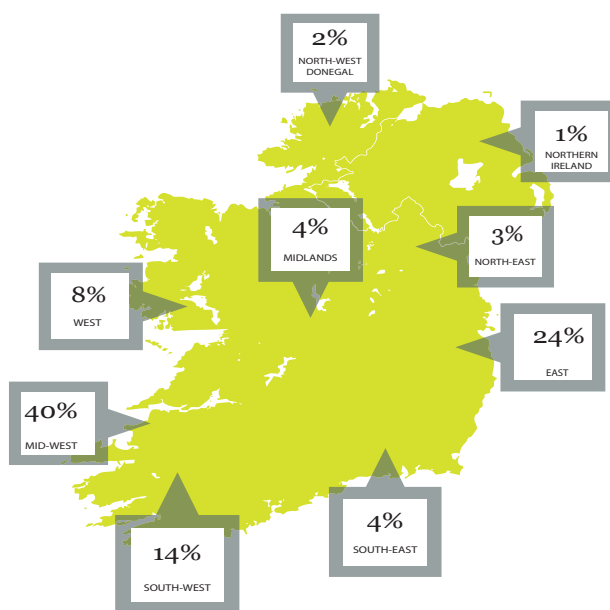 2%
NORTH-WEST
DONEGAL
1%
NORTHERN
IRELAND
4%
MIDLANDS
3%
NORTH-EAST
8%
WEST
24%
EAST
40%
MID-WEST
4%
SOUTH-EAST
14%
SOUTH-WEST